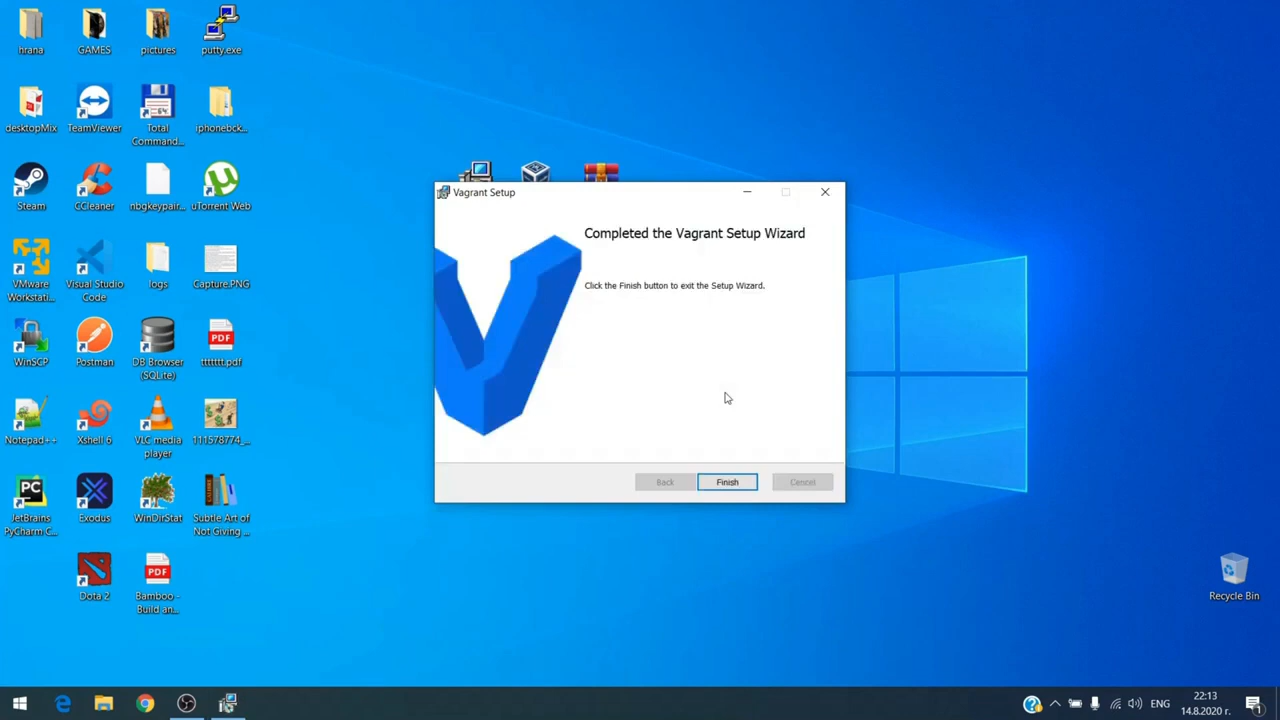 hrana
GAMES
pictures
putty.exe
desktopMix
TeamViewer
Total
Command...
iphonebck...
Steam
CCleaner
nbgkeypair...
uTorrent Web
VMware
Workstati...
Visual Studio
Code
logs
Capture.PNG
WinSCP
Postman
DB Browser
(SQLite)
PDF
ttttttt.pdf
Notepad++
Xshell 6
VLC media
player
111578774_...
PC
JetBrains
PyCharm C...
Exodus
WinDirStat
Subtle Art of
Not Giving ...
Dota 2
PDF
Bamboo -
Build an...
Vagrant Setup
Completed the Vagrant Setup Wizard
Click the Finish button to exit the Setup Wizard.
Back
Finish
Cancel
Recycle Bin
ЕНГ
22:13
14.8.2020 г.
1